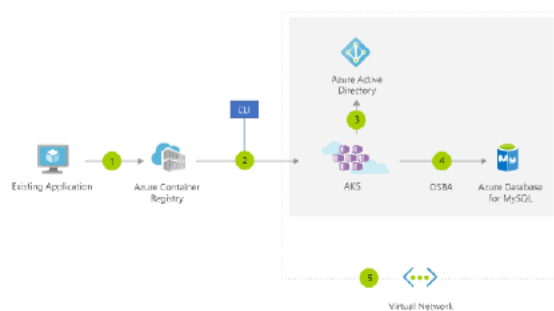 Azure Active
Directory
CLI
3
1
2
4
Existing Application
Azure Container
Registry
AKS
OSBA
My
Azure Database
for MySQL
5
Virtual Network